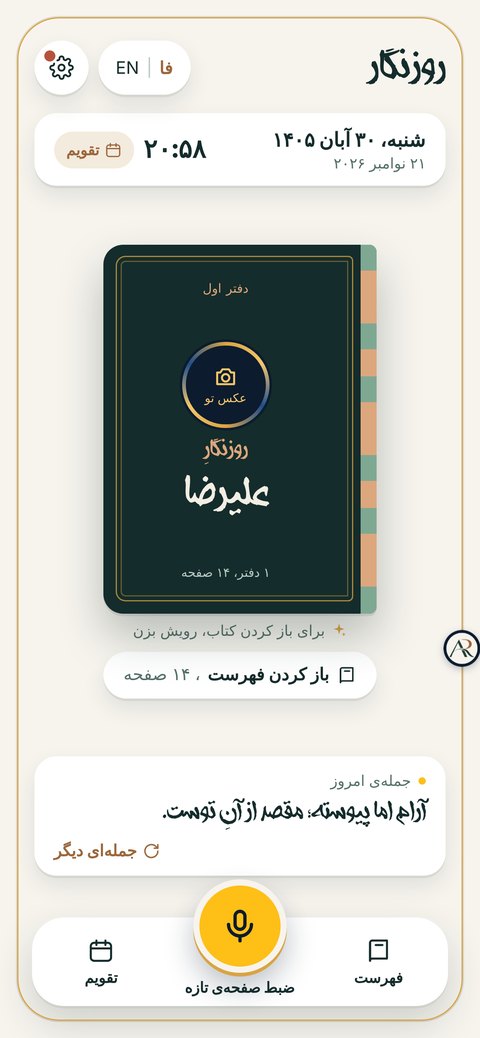 روزنگار
فا | EN
شنبه، ۳۰ آبان ۱۴۰۵
۲۱ نوامبر ۲۰۲۶
۲۰:۵۸
تقویم
دفتر اول
عکس تو
روزنگارِ
علیرضا
۱ دفتر، ۱۴ صفحه
برای باز کردن کتاب، رویش بزن
باز کردن فهرست ، ۱۴ صفحه
AR
جمله‌ی امروز
آرام اما پیوسته؛ مقصد از آنِ توست.
جمله‌ای دیگر
فهرست
ضبط صفحه‌ی تازه
تقویم